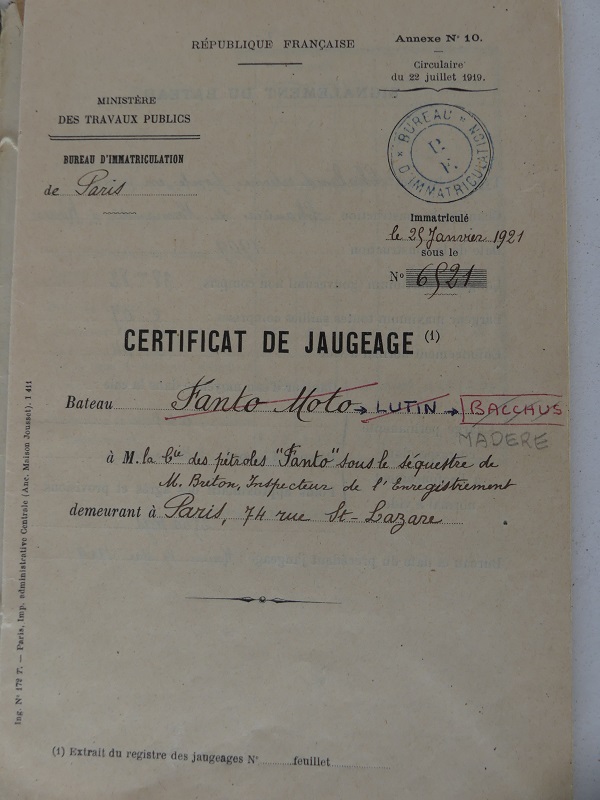 RÉPUBLIQUE FRANÇAISE
Annexe N° 10.
Circulaire
du 22 juillet 1919.
MINISTÈRE
DES TRAVAUX PUBLICS
BUREAU D'IMMATRICULATION
de Paris
* BUREAU *
D'IMMATRICULATION
R.
F.
Immatriculé
le 25 Janvier 1921
sous le
N° 6521
CERTIFICAT DE JAUGEAGE (1)
Bateau Fanto Moto → LUTIN → BACCHUS
MADERE
à M. la Cie des pétroles "Fanto" sous le séquestre de
M. Breton, Inspecteur de l'Enregistrement
demeurant à Paris, 74 rue St-Lazare
Ing. N° 172 T. — Paris, Imp. administrative Centrale (Anc. Maison Jousset). I 411
(1) Extrait du registre des jaugeages N° feuillet